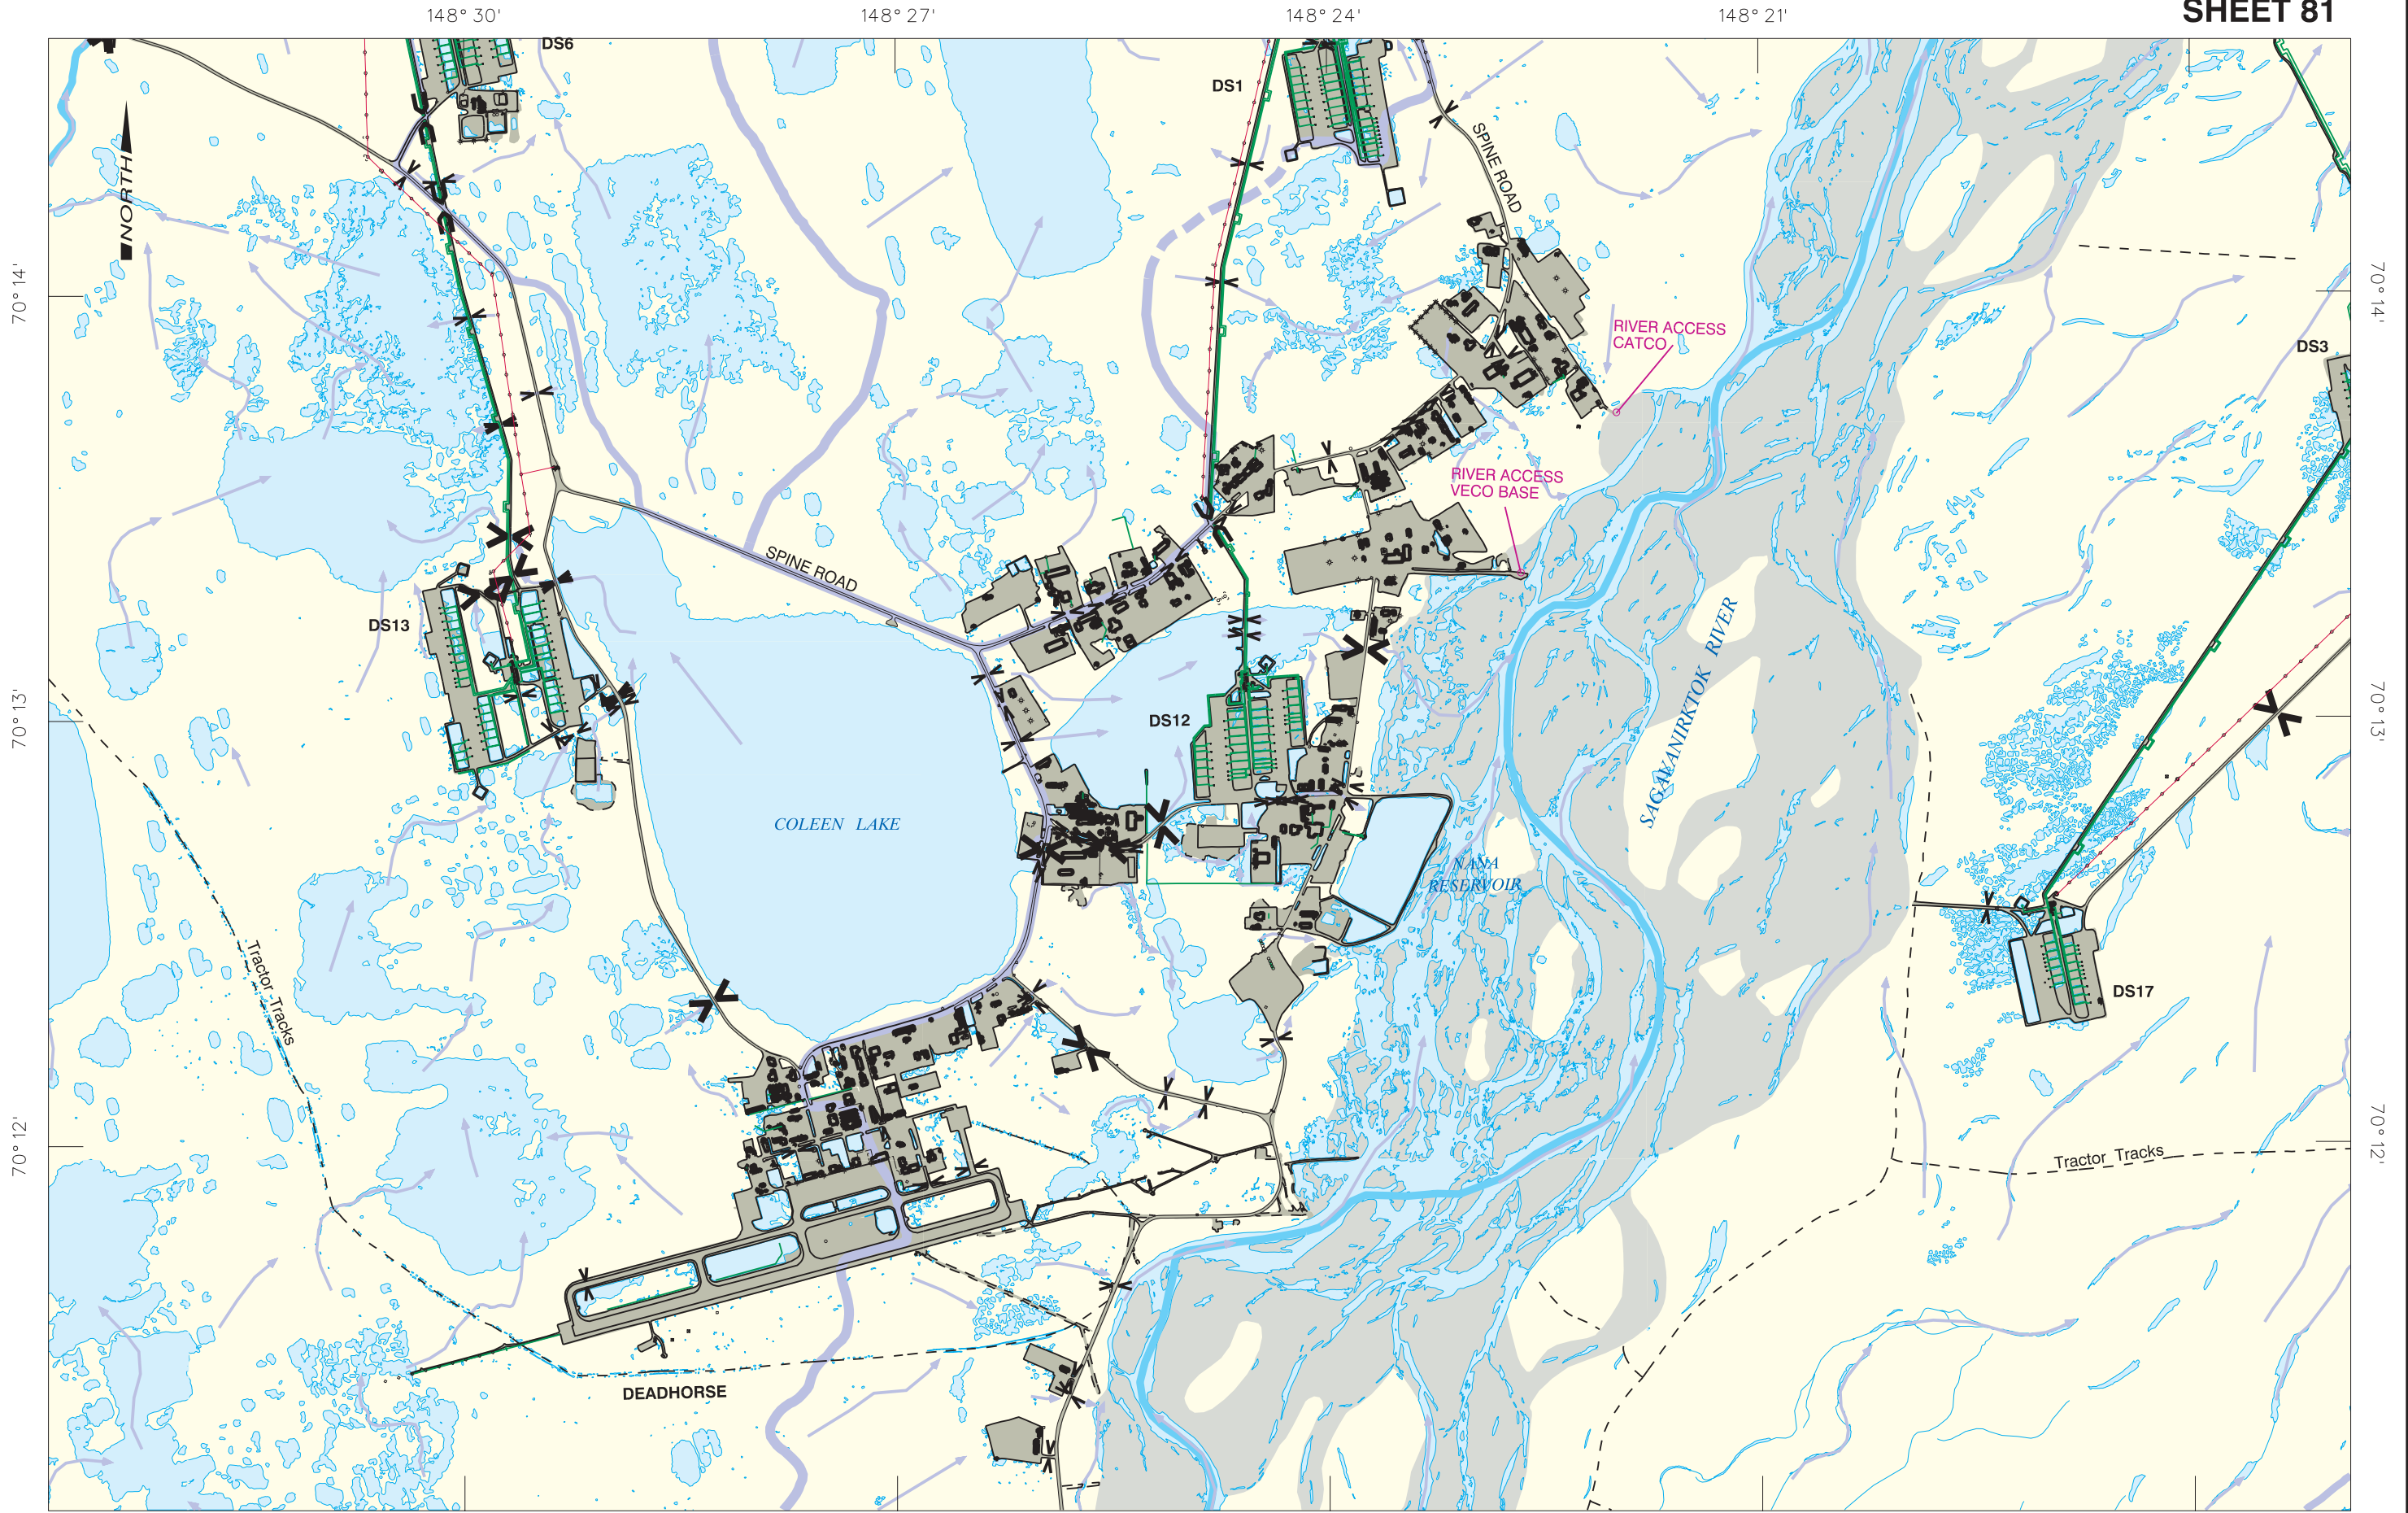 SHEET 81
148° 30'
148° 27'
148° 24'
148° 21'
DS6
DS1
SPINE ROAD
NORTH
70° 14'
70° 14'
RIVER ACCESS
CATCO
DS3
RIVER ACCESS
VECO BASE
SPINE ROAD
DS13
SAGAVANIRKTOK RIVER
70° 13'
70° 13'
DS12
COLEEN LAKE
NANA
RESERVOIR
Tractor Tracks
DS17
70° 12'
70° 12'
Tractor Tracks
DEADHORSE